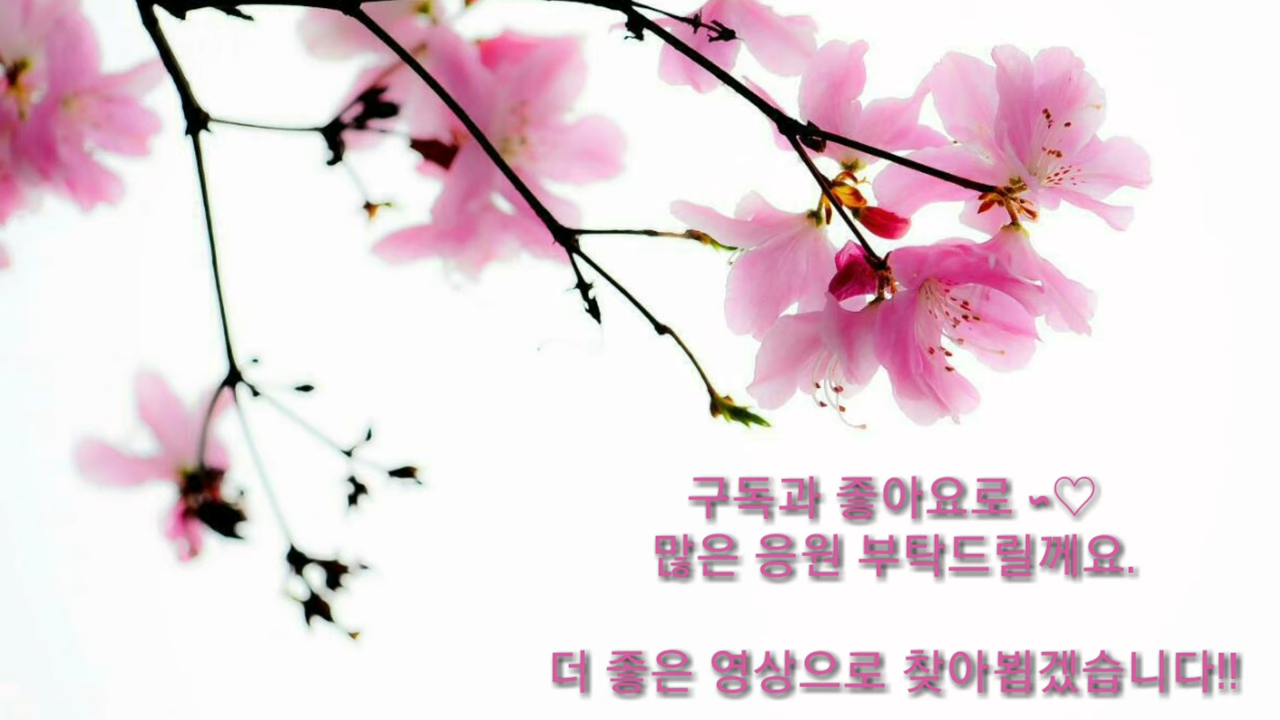 구독과 좋아요로 ~♡
많은 응원 부탁드릴께요.
더 좋은 영상으로 찾아뵙겠습니다!!